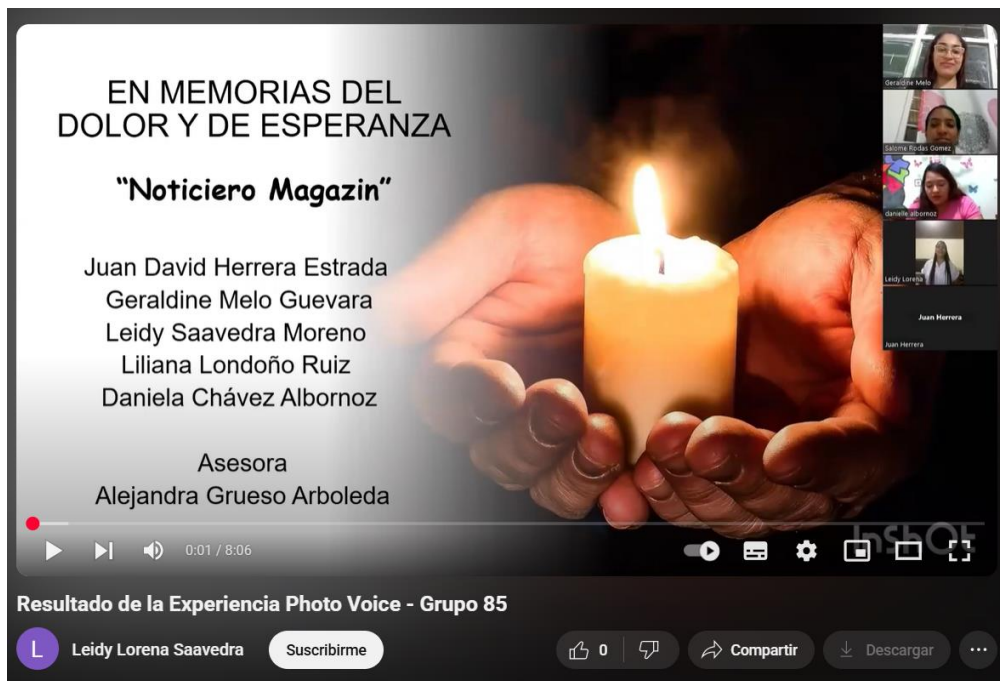 EN MEMORIAS DEL
DOLOR Y DE ESPERANZA
“Noticiero Magazin”
Juan David Herrera Estrada
Geraldine Melo Guevara
Leidy Saavedra Moreno
Liliana Londoño Ruiz
Daniela Chávez Albornoz
Asesora
Alejandra Grueso Arboleda
Geraldine Melo
Salome Rodas Gomez
danielle albornoz
Leidy Lorena
Juan Herrera
Juan Herrera
InShOt
0:01 / 8:06
Resultado de la Experiencia Photo Voice - Grupo 85
L
Leidy Lorena Saavedra
Suscribirme
0
Compartir
Descargar